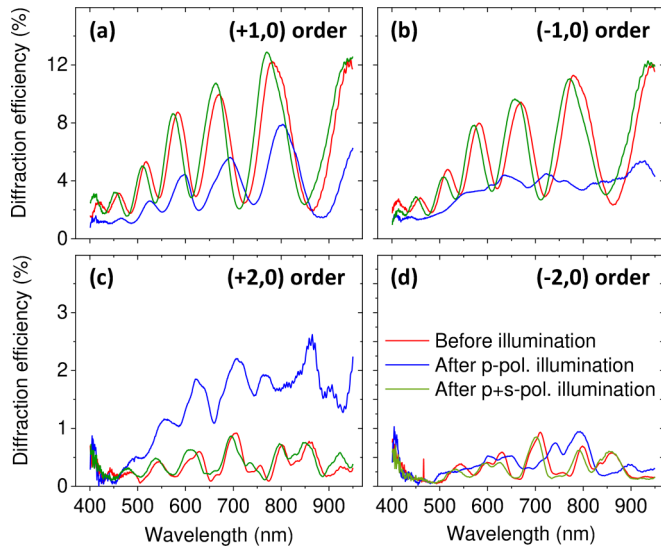 (a) (+1,0) order
(b) (-1,0) order
Diffraction efficiency (%)
12
8
4
0
(c) (+2,0) order
(d) (-2,0) order
Before illumination
After p-pol. illumination
After p+s-pol. illumination
Diffraction efficiency (%)
3
2
1
0
400 500 600 700 800 900
400 500 600 700 800 900
Wavelength (nm)
Wavelength (nm)